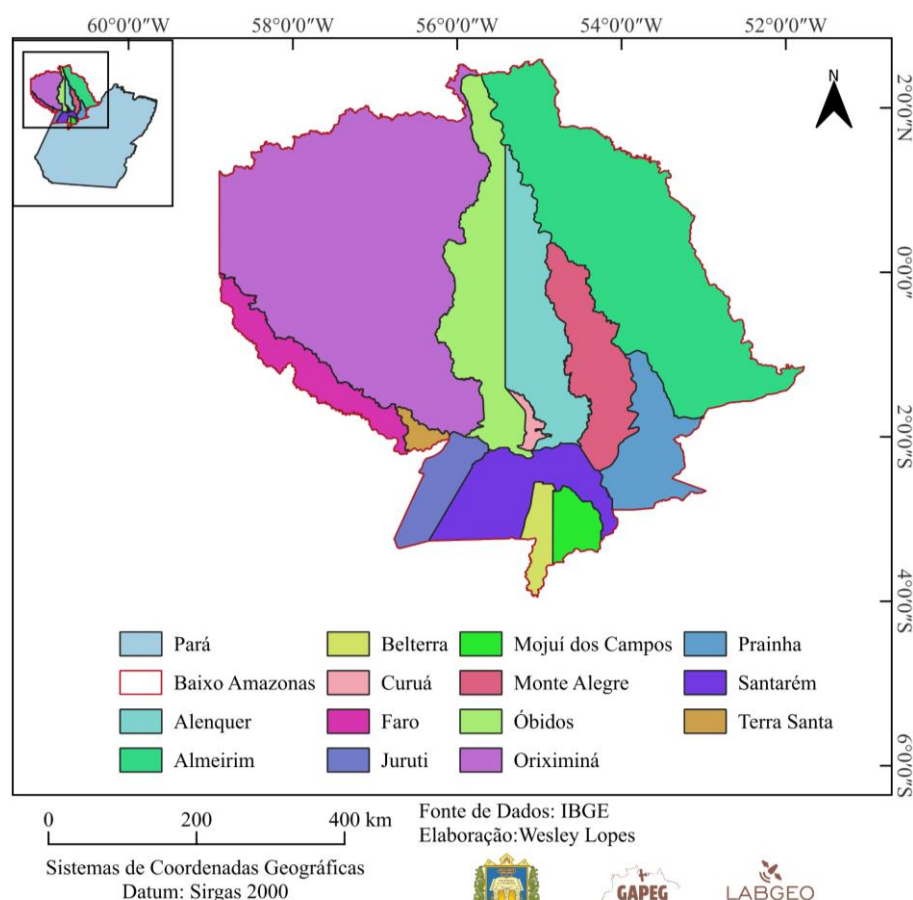 60°0'0"W 58°0'0"W 56°0'0"W 54°0'0"W 52°0'0"W
N
2°0'0"N
0°0'0"
2°0'0"S
4°0'0"S
6°0'0"S
Pará
Baixo Amazonas
Alenquer
Almeirim
Belterra
Curuá
Faro
Juruti
Mojuí dos Campos
Monte Alegre
Óbidos
Oriximiná
Prainha
Santarém
Terra Santa
0 200 400 km
Sistemas de Coordenadas Geográficas
Datum: Sirgas 2000
Fonte de Dados: IBGE
Elaboração:Wesley Lopes
GAPEG
LABGEO